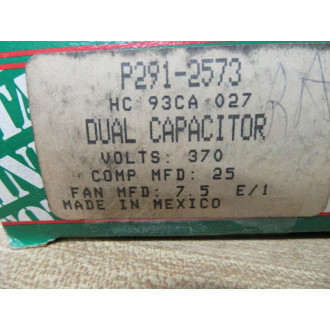 P291-2573
HC 93CA 027
DUAL CAPACITOR
VOLTS: 370
COMP MFD: 25
FAN MFD: 7.5 E/1
MADE IN MEXICO